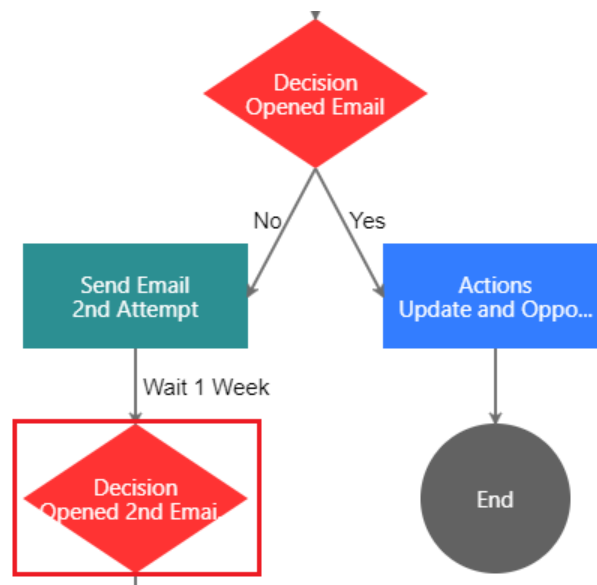 Decision
Opened Email
No
Yes
Send Email
2nd Attempt
Actions
Update and Oppo...
Wait 1 Week
Decision
Opened 2nd Emai
End